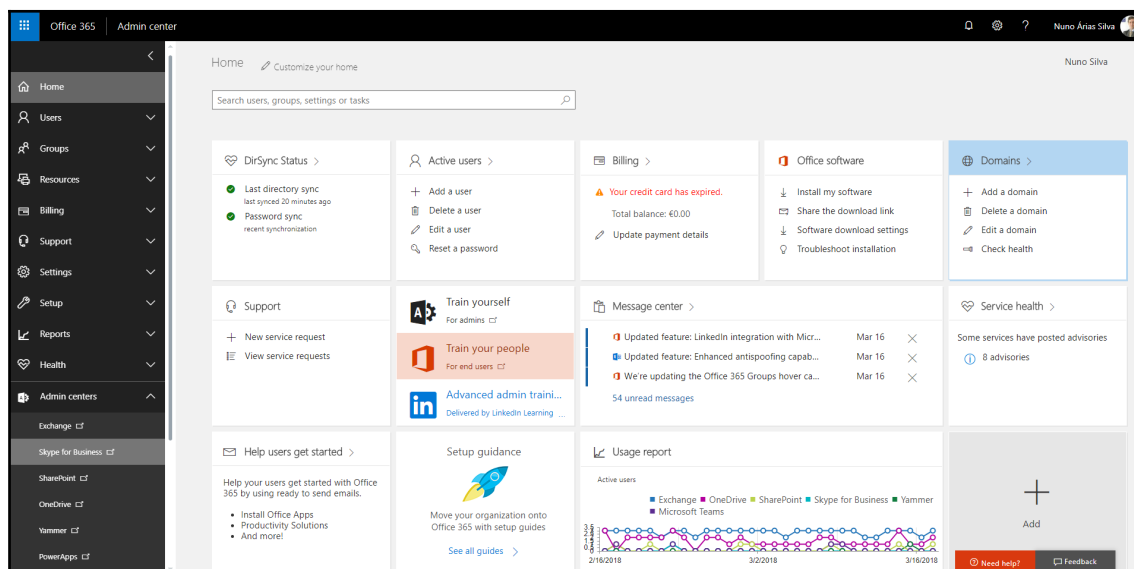 Office 365 Admin center
? Nuno Árias Silva
Home Customize your home
Nuno Silva
Search users, groups, settings or tasks
Home
Users
Groups
Resources
Billing
Support
Settings
Setup
Reports
Health
Admin centers
Exchange
Skype for Business
SharePoint
OneDrive
Yammer
PowerApps
DirSync Status >
Last directory sync
last synced 20 minutes ago
Password sync
recent synchronization
Active users >
Add a user
Delete a user
Edit a user
Reset a password
Billing >
Your credit card has expired.
Total balance: €0.00
Update payment details
Office software
Install my software
Share the download link
Software download settings
Troubleshoot installation
Domains >
Add a domain
Delete a domain
Edit a domain
Check health
Support
New service request
View service requests
Train yourself
For admins
Train your people
For end users
in
Advanced admin traini...
Delivered by LinkedIn Learning ...
Message center >
Updated feature: LinkedIn integration with Micr... Mar 16
Updated feature: Enhanced antispoofing capab... Mar 16
We're updating the Office 365 Groups hover ca... Mar 16
54 unread messages
Service health >
Some services have posted advisories
8 advisories
Help users get started >
Help your users get started with Office
365 by using ready to send emails.
• Install Office Apps
• Productivity Solutions
• And more!
Setup guidance
Move your organization onto
Office 365 with setup guides
See all guides >
Usage report
Active users
Exchange OneDrive SharePoint Skype for Business Yammer
Microsoft Teams
2/16/2018 3/2/2018 3/16/2018
Add
Need help? Feedback